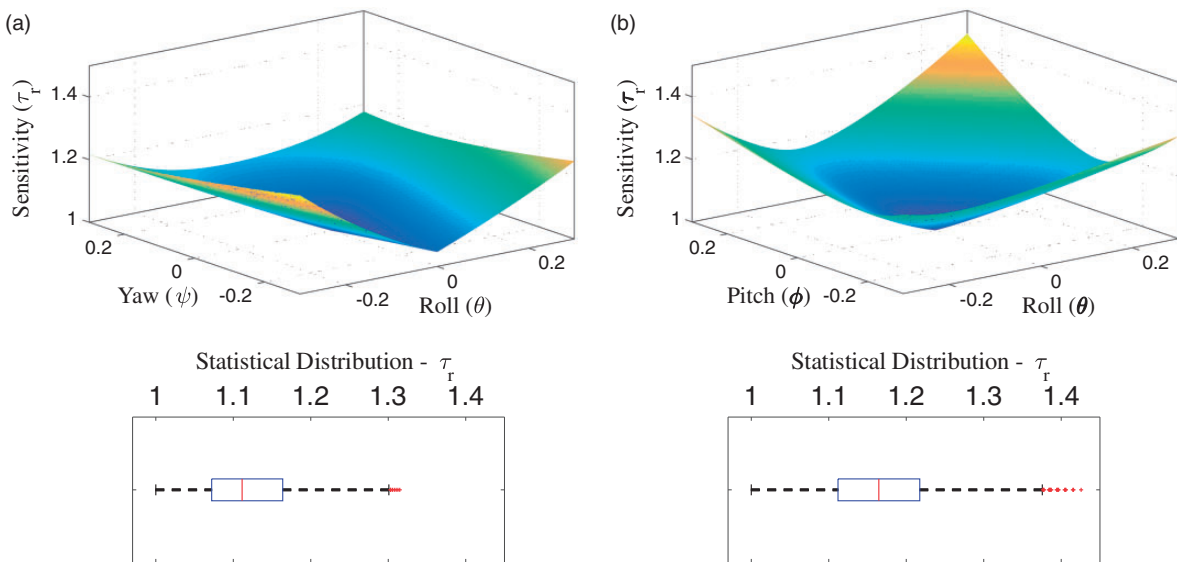 (a)
Sensitivity (τr)
1.4
1.2
1
0.2
0
-0.2
Yaw (ψ)
-0.2
0
0.2
Roll (θ)
Statistical Distribution - τr
1 1.1 1.2 1.3 1.4
(b)
Sensitivity (τr)
1.4
1.2
1
0.2
0
-0.2
Pitch (ϕ)
-0.2
0
0.2
Roll (θ)
Statistical Distribution - τr
1 1.1 1.2 1.3 1.4